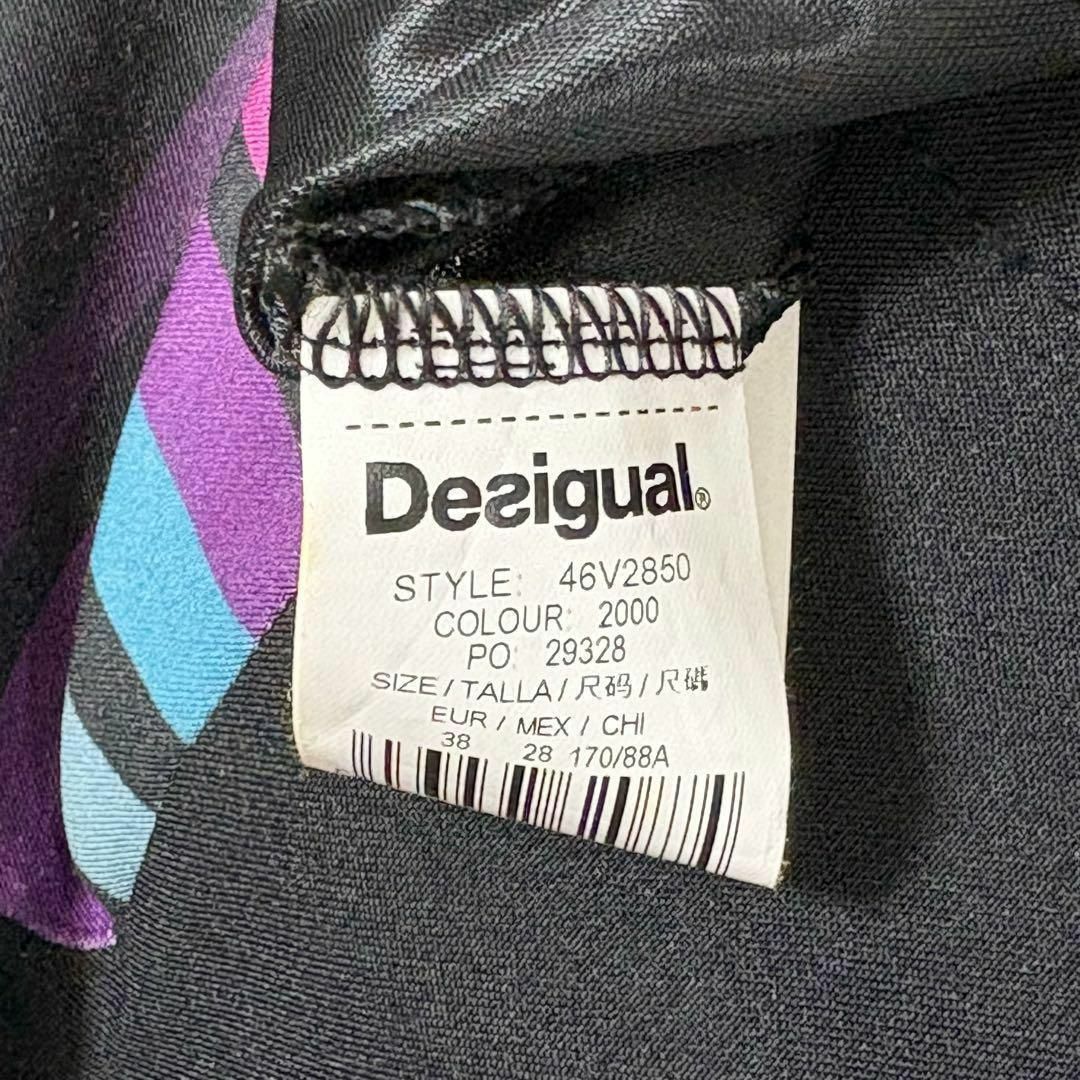 Desigual®
STYLE: 46V2850
COLOUR: 2000
PO: 29328
SIZE / TALLA / 尺码 / 尺碼
EUR / MEX / CHI
38 28 170/88A